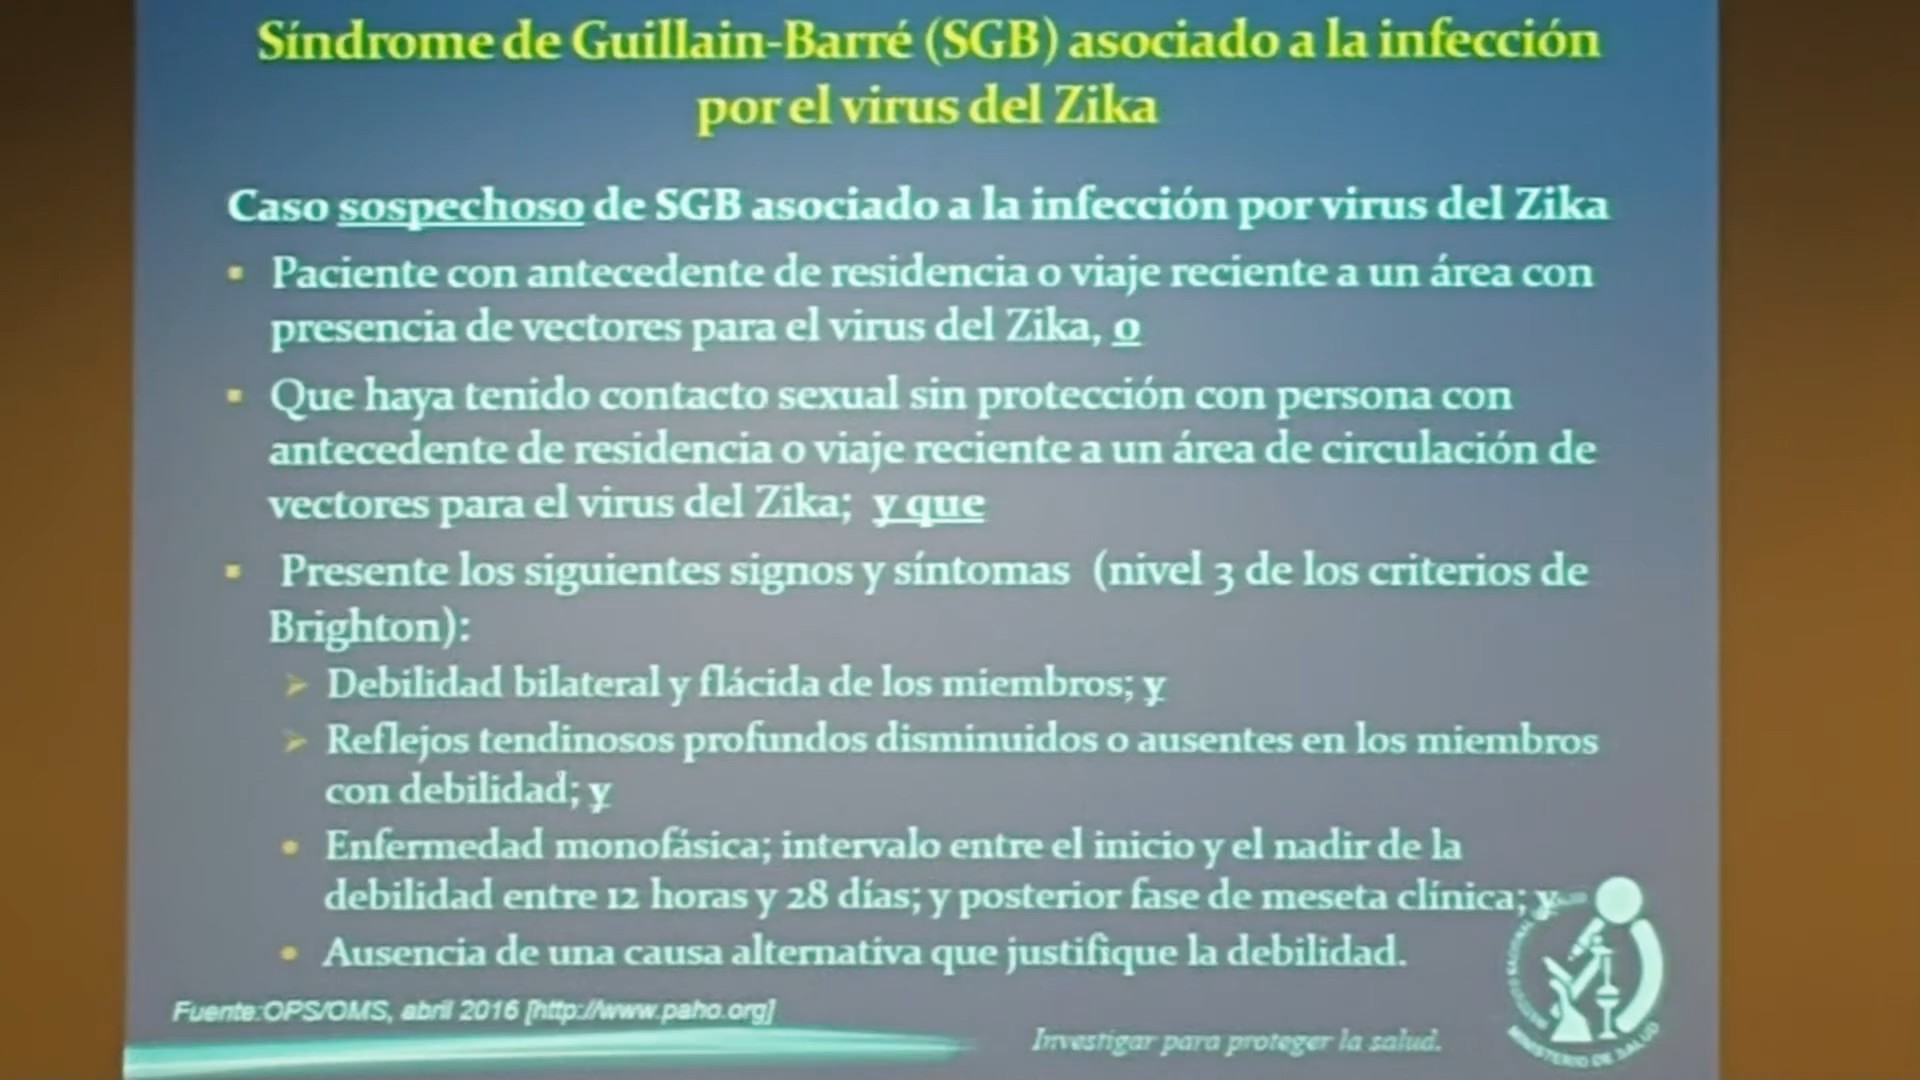 Síndrome de Guillain-Barré (SGB) asociado a la infección
por el virus del Zika
Caso sospechoso de SGB asociado a la infección por virus del Zika
Paciente con antecedente de residencia o viaje reciente a un área con
presencia de vectores para el virus del Zika, o
Que haya tenido contacto sexual sin protección con persona con
antecedente de residencia o viaje reciente a un área de circulación de
vectores para el virus del Zika; y que
Presente los siguientes signos y síntomas (nivel 3 de los criterios de
Brighton):
Debilidad bilateral y flácida de los miembros; y
Reflejos tendinosos profundos disminuidos o ausentes en los miembros
con debilidad; y
Enfermedad monofásica; intervalo entre el inicio y el nadir de la
debilidad entre 12 horas y 28 días; y posterior fase de meseta clínica; y
Ausencia de una causa alternativa que justifique la debilidad.
Fuente:OPS/OMS, abril 2016 [http://www.paho.org]
Investigar para proteger la salud.
MINISTERIO DE SALUD